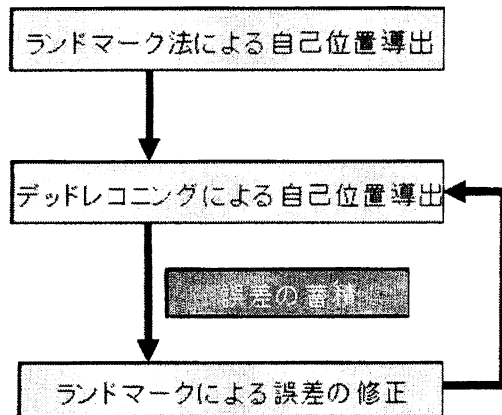 ランドマーク法による自己位置導出
デッドレコニングによる自己位置導出
誤差の蓄積
ランドマークによる誤差の修正